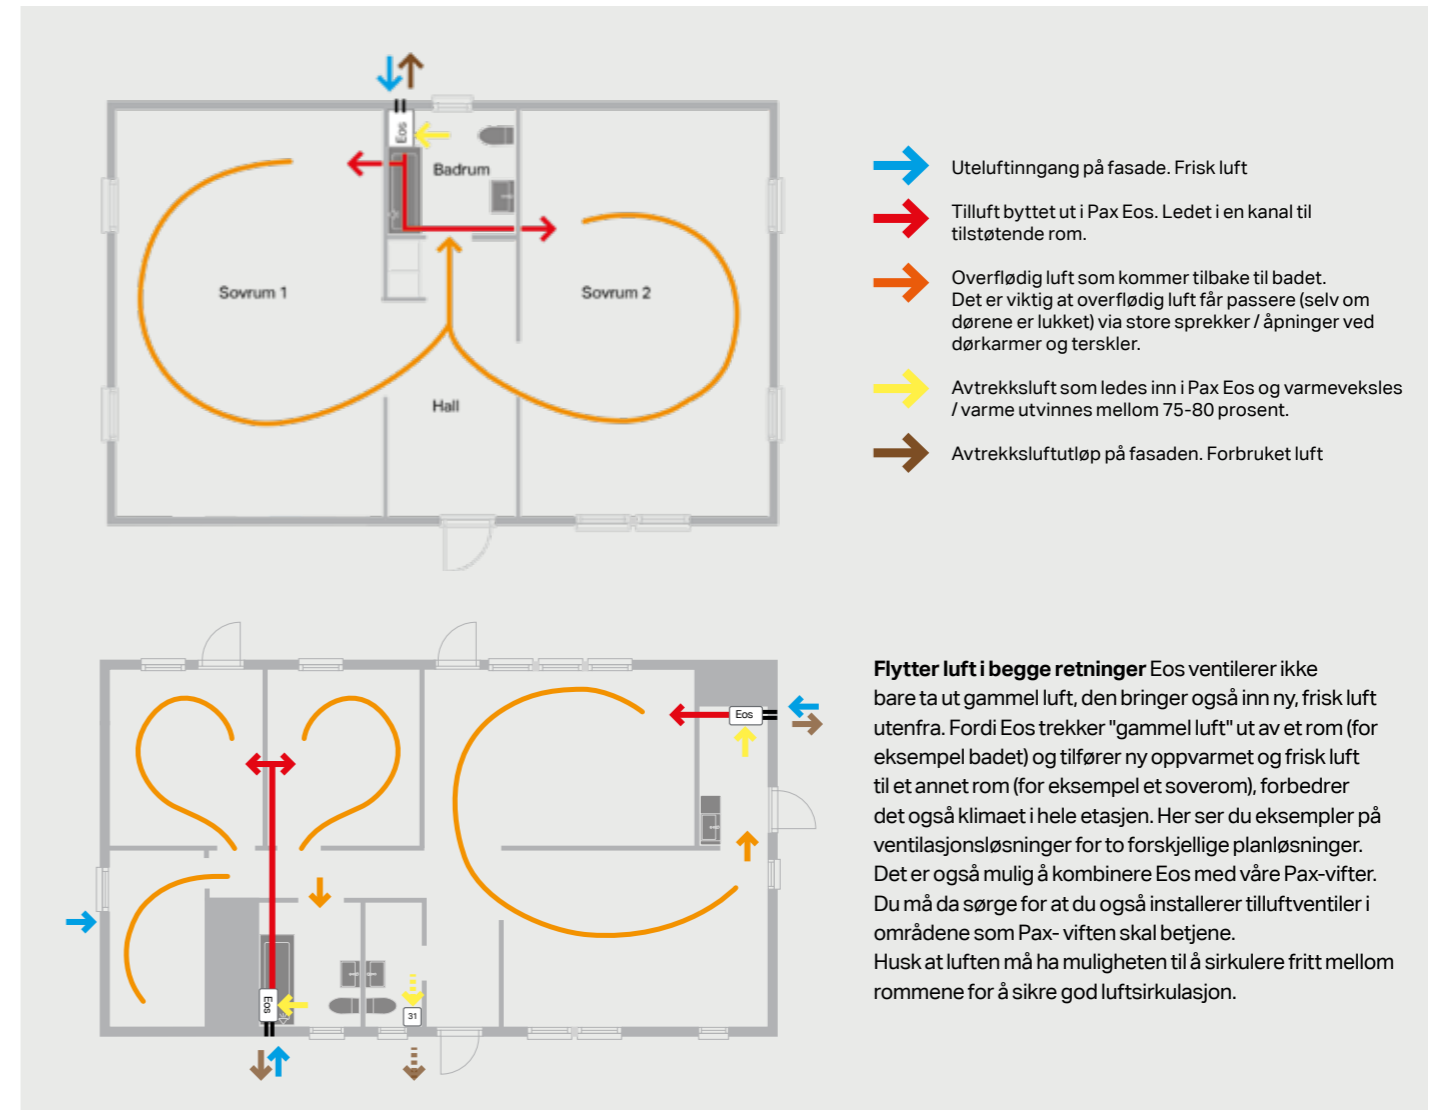 Eos
Badrum
Sovrum 1
Sovrum 2
Hall
Uteluftinngang på fasade. Frisk luft
Tilluft byttet ut i Pax Eos. Ledet i en kanal til
tilstøtende rom.
Overflødig luft som kommer tilbake til badet.
Det er viktig at overflødig luft får passere (selv om
dørene er lukket) via store sprekker / åpninger ved
dørkarmer og terskler.
Avtrekksluft som ledes inn i Pax Eos og varmeveksles
/ varme utvinnes mellom 75-80 prosent.
Avtrekksluftutløp på fasaden. Forbruket luft
Eos
Eos
31
Flytter luft i begge retninger Eos ventilerer ikke
bare ta ut gammel luft, den bringer også inn ny, frisk luft
utenfra. Fordi Eos trekker "gammel luft" ut av et rom (for
eksempel badet) og tilfører ny oppvarmet og frisk luft
til et annet rom (for eksempel et soverom), forbedrer
det også klimaet i hele etasjen. Her ser du eksempler på
ventilasjonsløsninger for to forskjellige planløsninger.
Det er også mulig å kombinere Eos med våre Pax-vifter.
Du må da sørge for at du også installerer tilluftventiler i
områdene som Pax- viften skal betjene.
Husk at luften må ha muligheten til å sirkulere fritt mellom
rommene for å sikre god luftsirkulasjon.